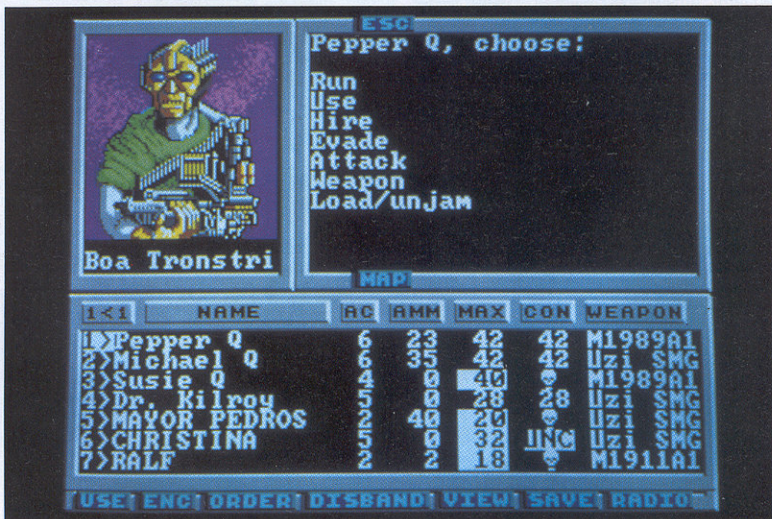 ESC
Pepper Q, choose:
Run
Use
Hire
Evade
Attack
Weapon
Load/unjam
Boa Tronstri
MAP
1<1 NAME AC AMM MAX CON WEAPON
1>Pepper Q 6 23 42 42 M1989A1
2>Michael Q 6 35 42 42 Uzi SMG
3>Susie Q 4 0 40 M1989A1
4>Dr. Kilroy 5 0 28 28 Uzi SMG
5>MAYOR PEDROS 2 40 20 Uzi SMG
6>CHRISTINA 5 0 32 UNC Uzi SMG
7>RALF 2 2 18 M1911A1
USE ENC ORDER DISBAND VIEW SAVE RADIO